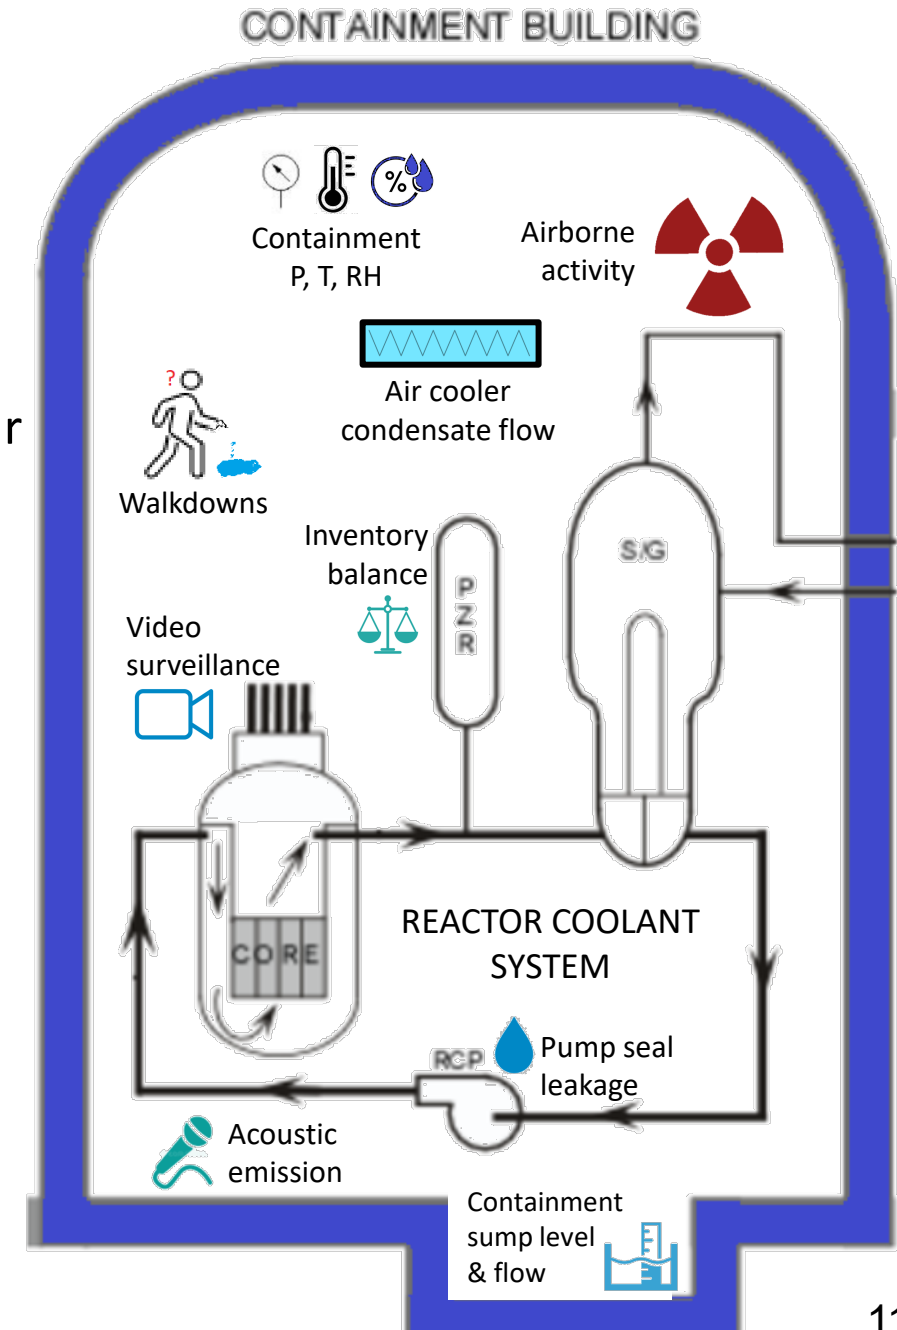 CONTAINMENT BUILDING
%
Containment
P, T, RH
Airborne
activity
Air cooler
condensate flow
r
?
Walkdowns
Inventory
balance
P
Z
R
S/G
Video
surveillance
CORE
REACTOR COOLANT
SYSTEM
RCP
Pump seal
leakage
Acoustic
emission
Containment
sump level
& flow
11